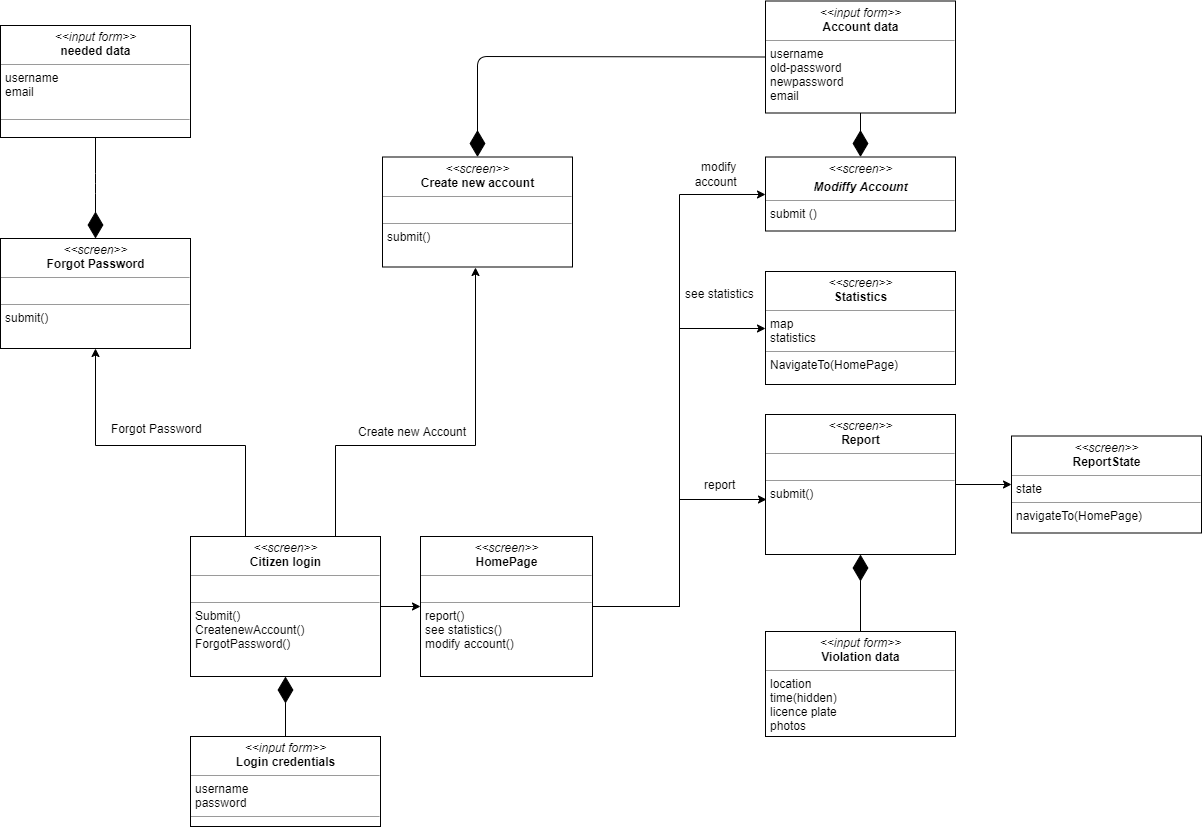 <<input form>>
needed data
username
email
<<input form>>
Account data
username
old-password
newpassword
email
<<screen>>
Create new account
submit()
modify
account
<<screen>>
Modiffy Account
submit ()
<<screen>>
Forgot Password
submit()
see statistics
<<screen>>
Statistics
map
statistics
NavigateTo(HomePage)
Forgot Password
Create new Account
report
<<screen>>
Report
submit()
<<screen>>
ReportState
state
navigateTo(HomePage)
<<screen>>
Citizen login
Submit()
CreatenewAccount()
ForgotPassword()
<<screen>>
HomePage
report()
see statistics()
modify account()
<<input form>>
Violation data
location
time(hidden)
licence plate
photos
<<input form>>
Login credentials
username
password